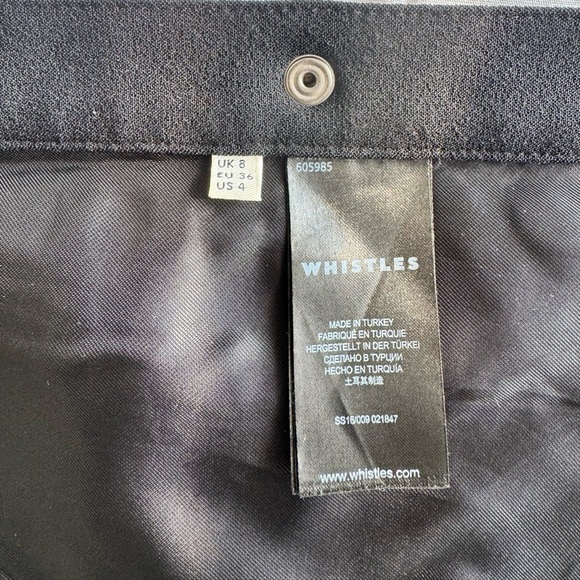 UK 8
EU 36
US 4
605985
WHISTLES
MADE IN TURKEY
FABRIQUÉ EN TURQUIE
HERGESTELLT IN DER TÜRKEI
СДЕЛАНО В ТУРЦИИ
HECHO EN TURQUÍA
土耳其制造
SS16/009 021847
www.whistles.com